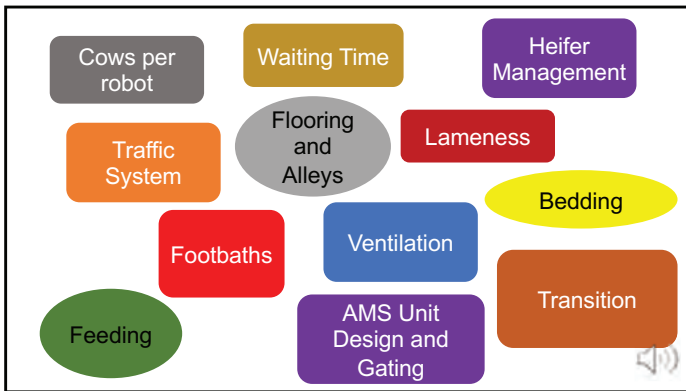 Cows per
robot
Waiting Time
Heifer
Management
Traffic
System
Flooring
and
Alleys
Lameness
Bedding
Footbaths
Ventilation
Transition
Feeding
AMS Unit
Design and
Gating